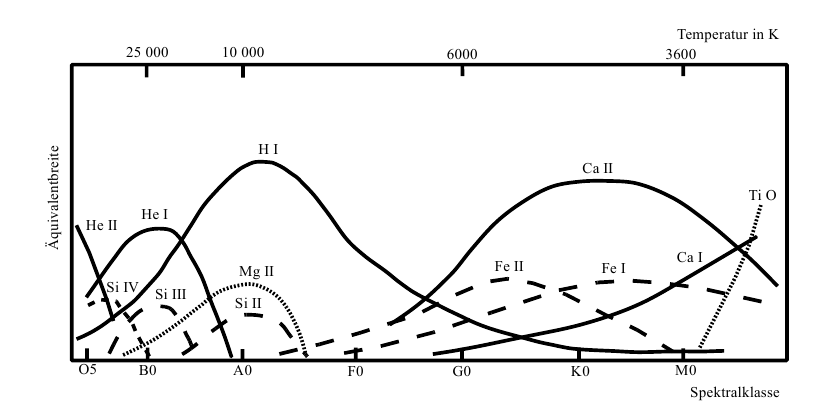 Temperatur in K
25 000 10 000 6000 3600
Äquivalentbreite
H I
Ca II
Ti O
He II He I
Ca I
Mg II Fe II Fe I
Si IV Si III Si II
O5 B0 A0 F0 G0 K0 M0
Spektralklasse